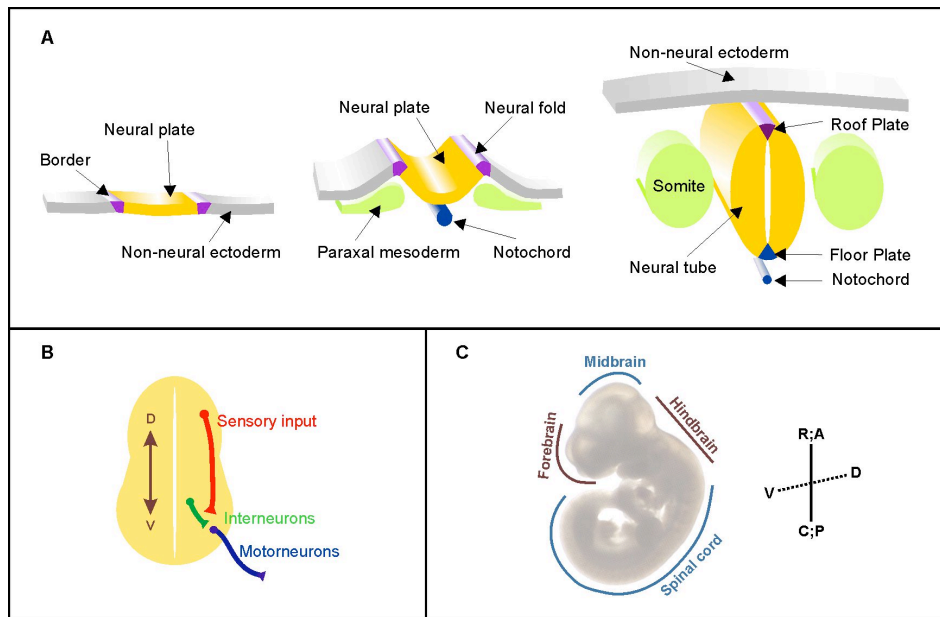 A
Neural plate
Border
Non-neural ectoderm
Neural plate
Neural fold
Paraxal mesoderm
Notochord
Non-neural ectoderm
Roof Plate
Somite
Neural tube
Floor Plate
Notochord
B
D
V
Sensory input
Interneurons
Motorneurons
C
Midbrain
Hindbrain
Forebrain
Spinal cord
R;A
D
V
C;P